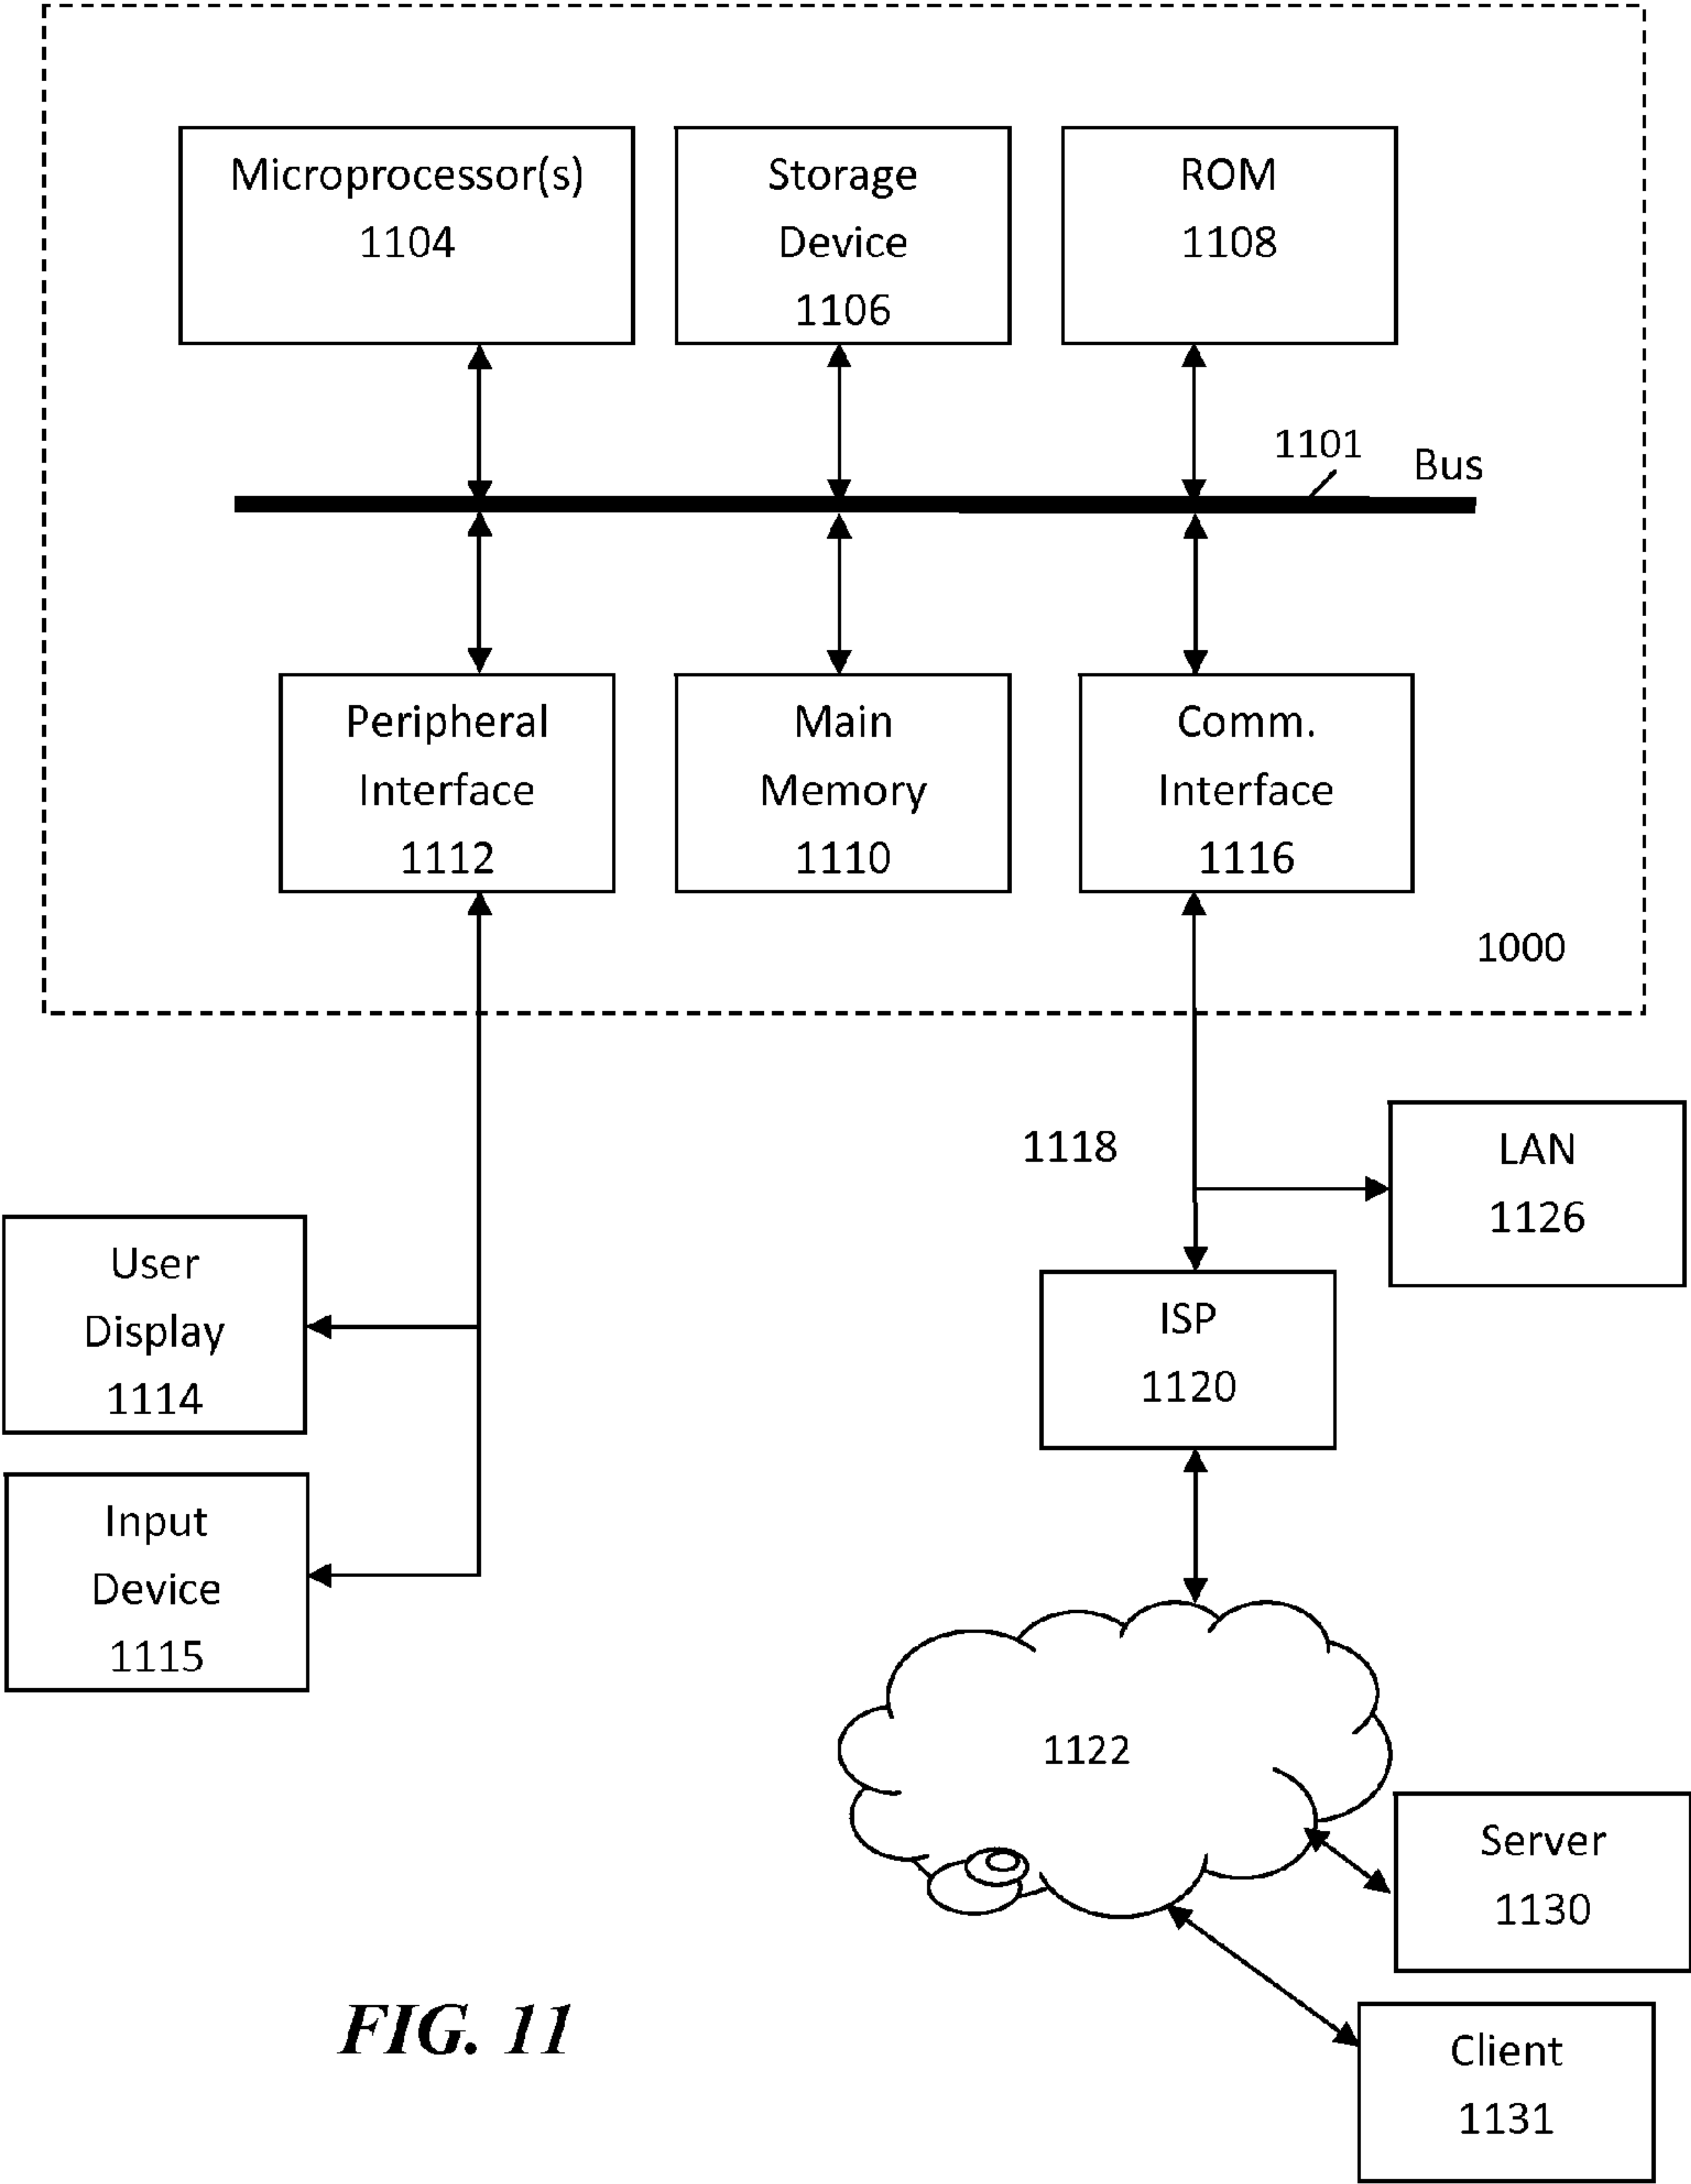 Microprocessor(s)
1104
Storage
Device
1106
ROM
1108
1101
Bus
Peripheral
Interface
1112
Main
Memory
1110
Comm.
Interface
1116
1000
1118
LAN
1126
User
Display
1114
ISP
1120
Input
Device
1115
1122
Server
1130
Client
1131
FIG. 11